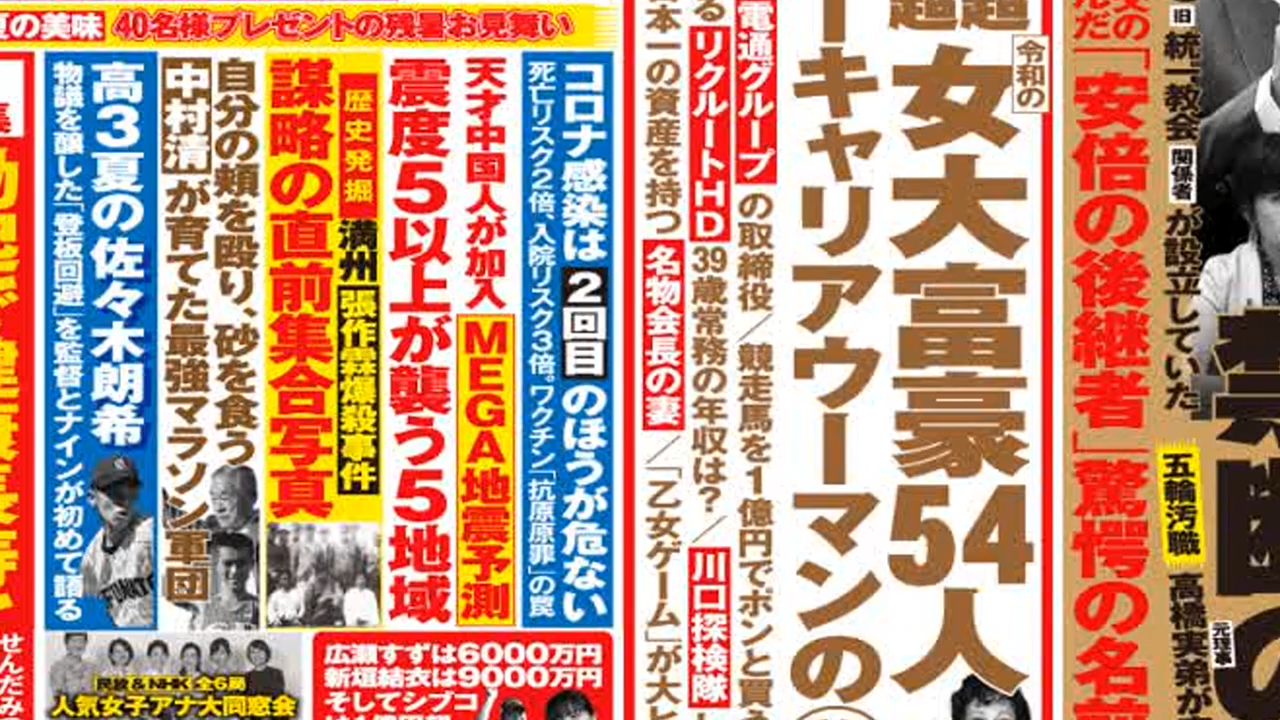 の美味 40名様プレゼントの残暑お見舞い
旧
統一教会
関係者
が設立していた
「安倍の後継者」驚愕の名前
五輪汚職
高橋
元理事
実弟が
令和の
女大富豪54人
ーキャリアウーマンの
電通グループ の取締役/競走馬を1億円でポンと買う
リクルートHD 39歳常務の年収は?/川口探検隊
本一の資産を持つ 名物会長の妻/「乙女ゲーム」が大ヒ
コロナ感染は 2回目 のほうが危ない
死亡リスク2倍、入院リスク3倍。ワクチン「抗原原罪」の罠
天才中国人が加入 MEGA地震予測
震度5以上が襲う5地域
歴史発掘 満州 張作霖爆殺事件
謀略の直前集合写真
自分の頰を殴り、砂を食う
中村清 が育てた最強マラソン軍団
高3夏の佐々木朗希
物議を醸した「登板回避」を監督とナインが初めて語る
民放&NHK 全6局
人気女子アナ大同窓会
広瀬すずは6000万円
新垣結衣は9000万円
そしてシブコ
せんだみ